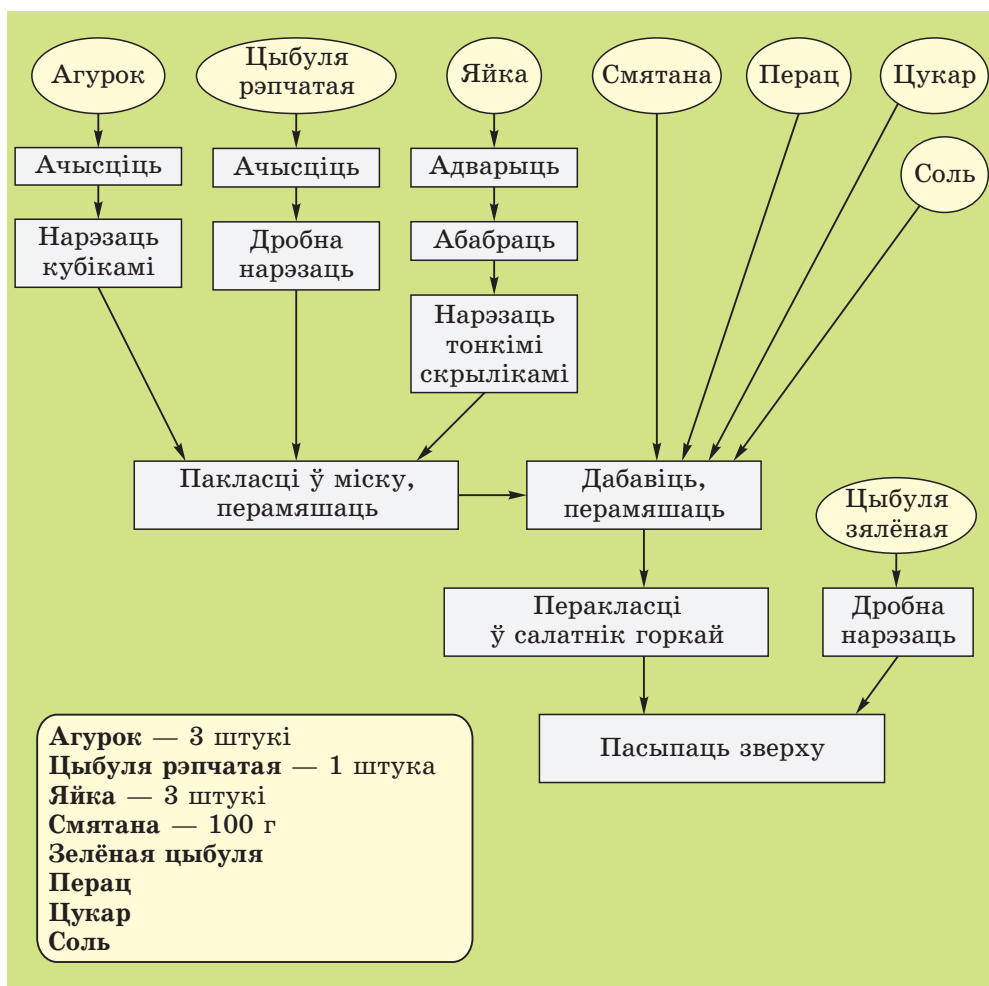 Агурок
Цыбуля
рэпчатая
Яйка
Смятана
Перац
Цукар
Соль
Ачысціць
Ачысціць
Адварыць
Нарэзаць
кубікамі
Дробна
нарэзаць
Абабраць
Нарэзаць
тонкімі
скрылікамі
Пакласці ў міску,
перамяшаць
Дабавіць,
перамяшаць
Цыбуля
зялёная
Перакласці
ў салатнік горкай
Дробна
нарэзаць
Пасыпаць зверху
Агурок — 3 штукі
Цыбуля рэпчатая — 1 штука
Яйка — 3 штукі
Смятана — 100 г
Зелёная цыбуля
Перац
Цукар
Соль